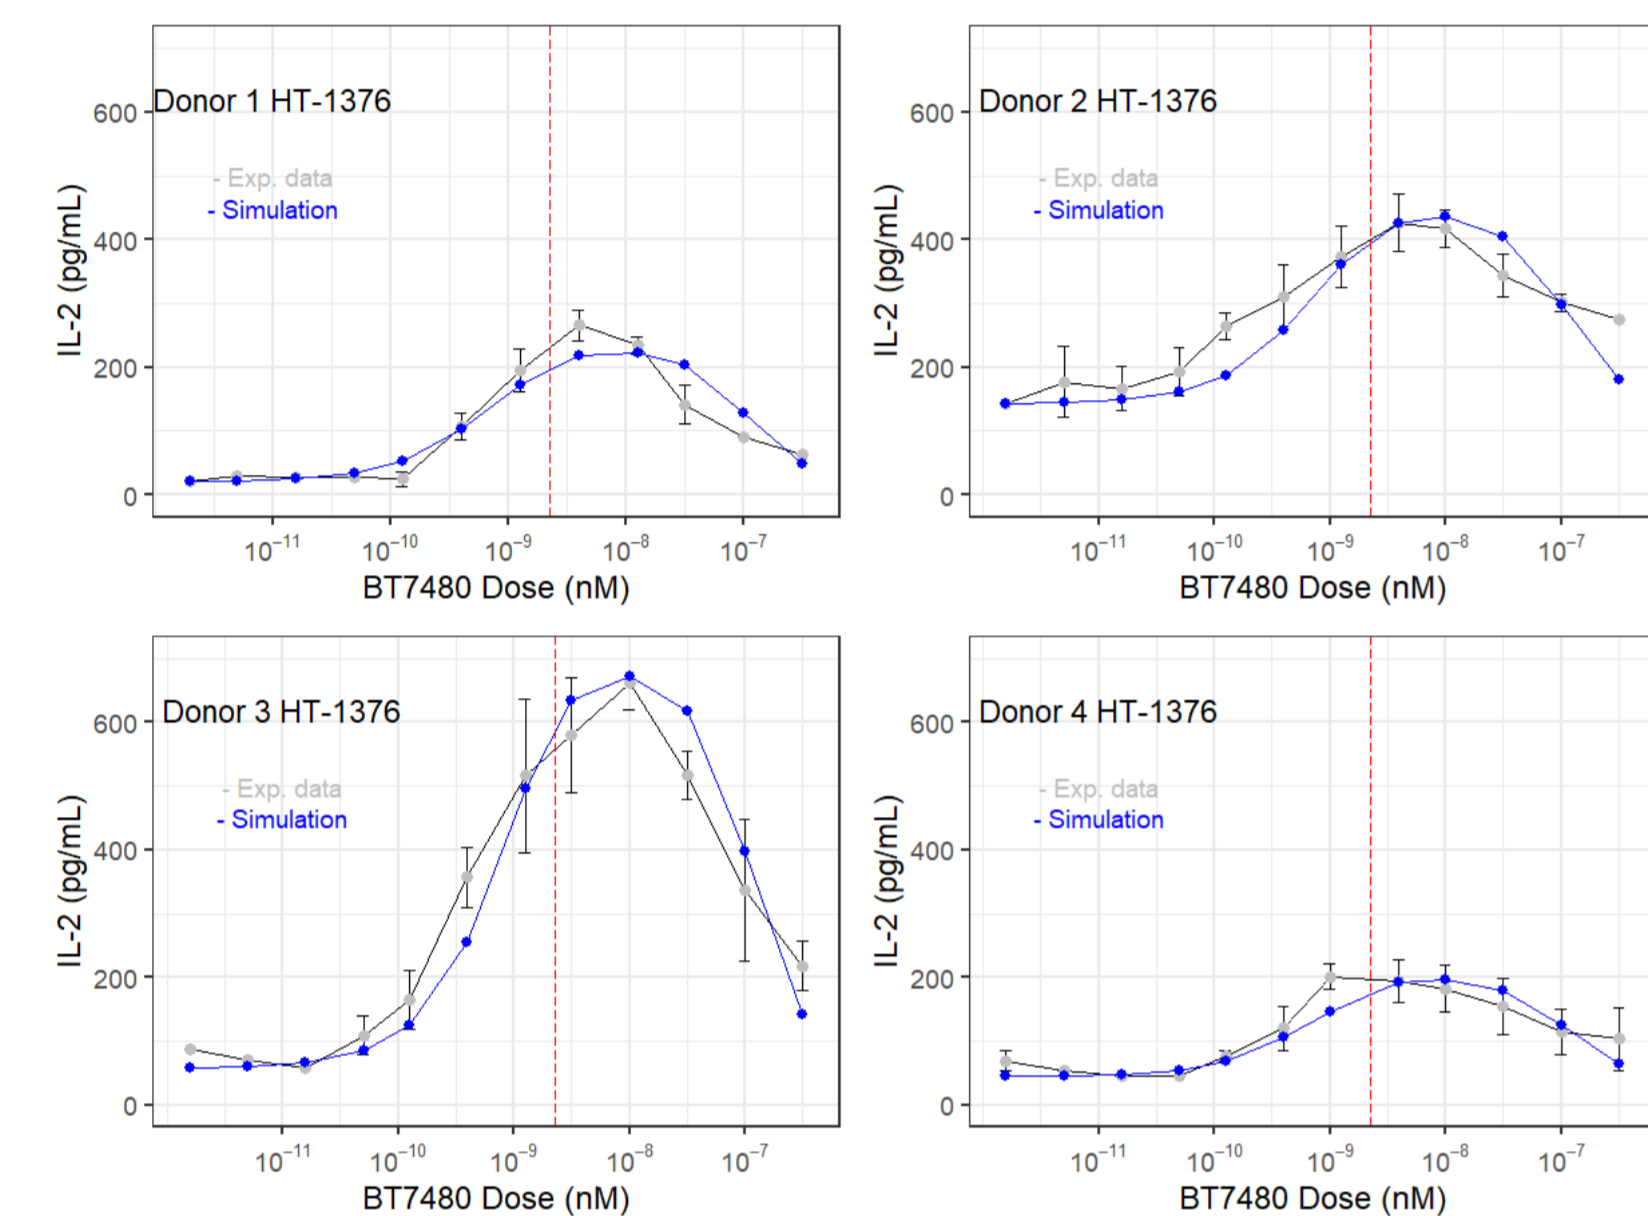 Donor 1 HT-1376
- Exp. data
- Simulation
IL-2 (pg/mL)
600
400
200
0
10⁻¹¹ 10⁻¹⁰ 10⁻⁹ 10⁻⁸ 10⁻⁷
BT7480 Dose (nM)
Donor 2 HT-1376
- Exp. data
- Simulation
IL-2 (pg/mL)
600
400
200
0
10⁻¹¹ 10⁻¹⁰ 10⁻⁹ 10⁻⁸ 10⁻⁷
BT7480 Dose (nM)
Donor 3 HT-1376
- Exp. data
- Simulation
IL-2 (pg/mL)
600
400
200
0
10⁻¹¹ 10⁻¹⁰ 10⁻⁹ 10⁻⁸ 10⁻⁷
BT7480 Dose (nM)
Donor 4 HT-1376
- Exp. data
- Simulation
IL-2 (pg/mL)
600
400
200
0
10⁻¹¹ 10⁻¹⁰ 10⁻⁹ 10⁻⁸ 10⁻⁷
BT7480 Dose (nM)